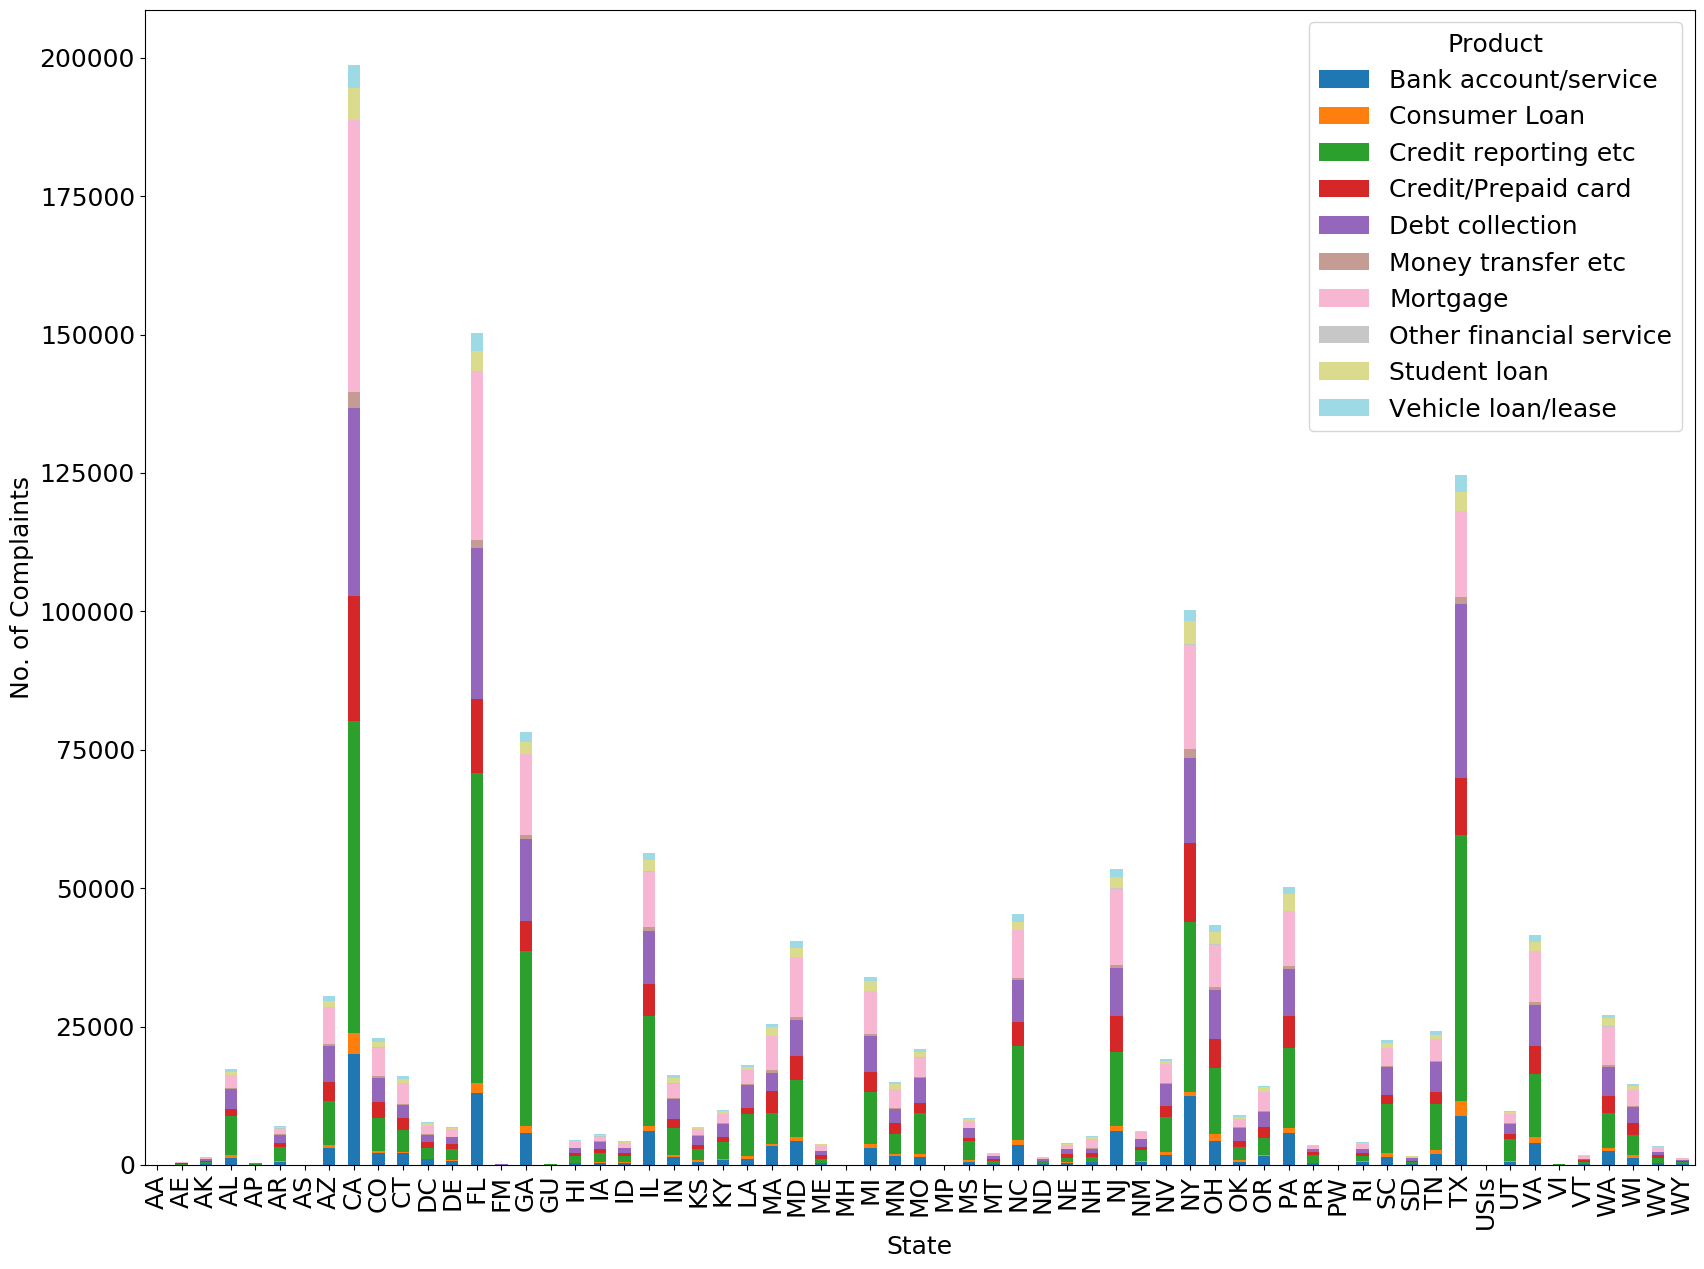 Product
Bank account/service
Consumer Loan
Credit reporting etc
Credit/Prepaid card
Debt collection
Money transfer etc
Mortgage
Other financial service
Student loan
Vehicle loan/lease
200000
175000
150000
125000
100000
75000
50000
25000
0
No. of Complaints
AA AE AK AL AP AR AS AZ CA CO CT DC DE FL FM GA GU HI IA ID IL IN KS KY LA MA MD ME MH MI MN MO MP MS MT NC ND NE NH NJ NM NV NY OH OK OR PA PR PW RI SC SD TN TX USIs UT VA VI VT WA WI WV WY
State